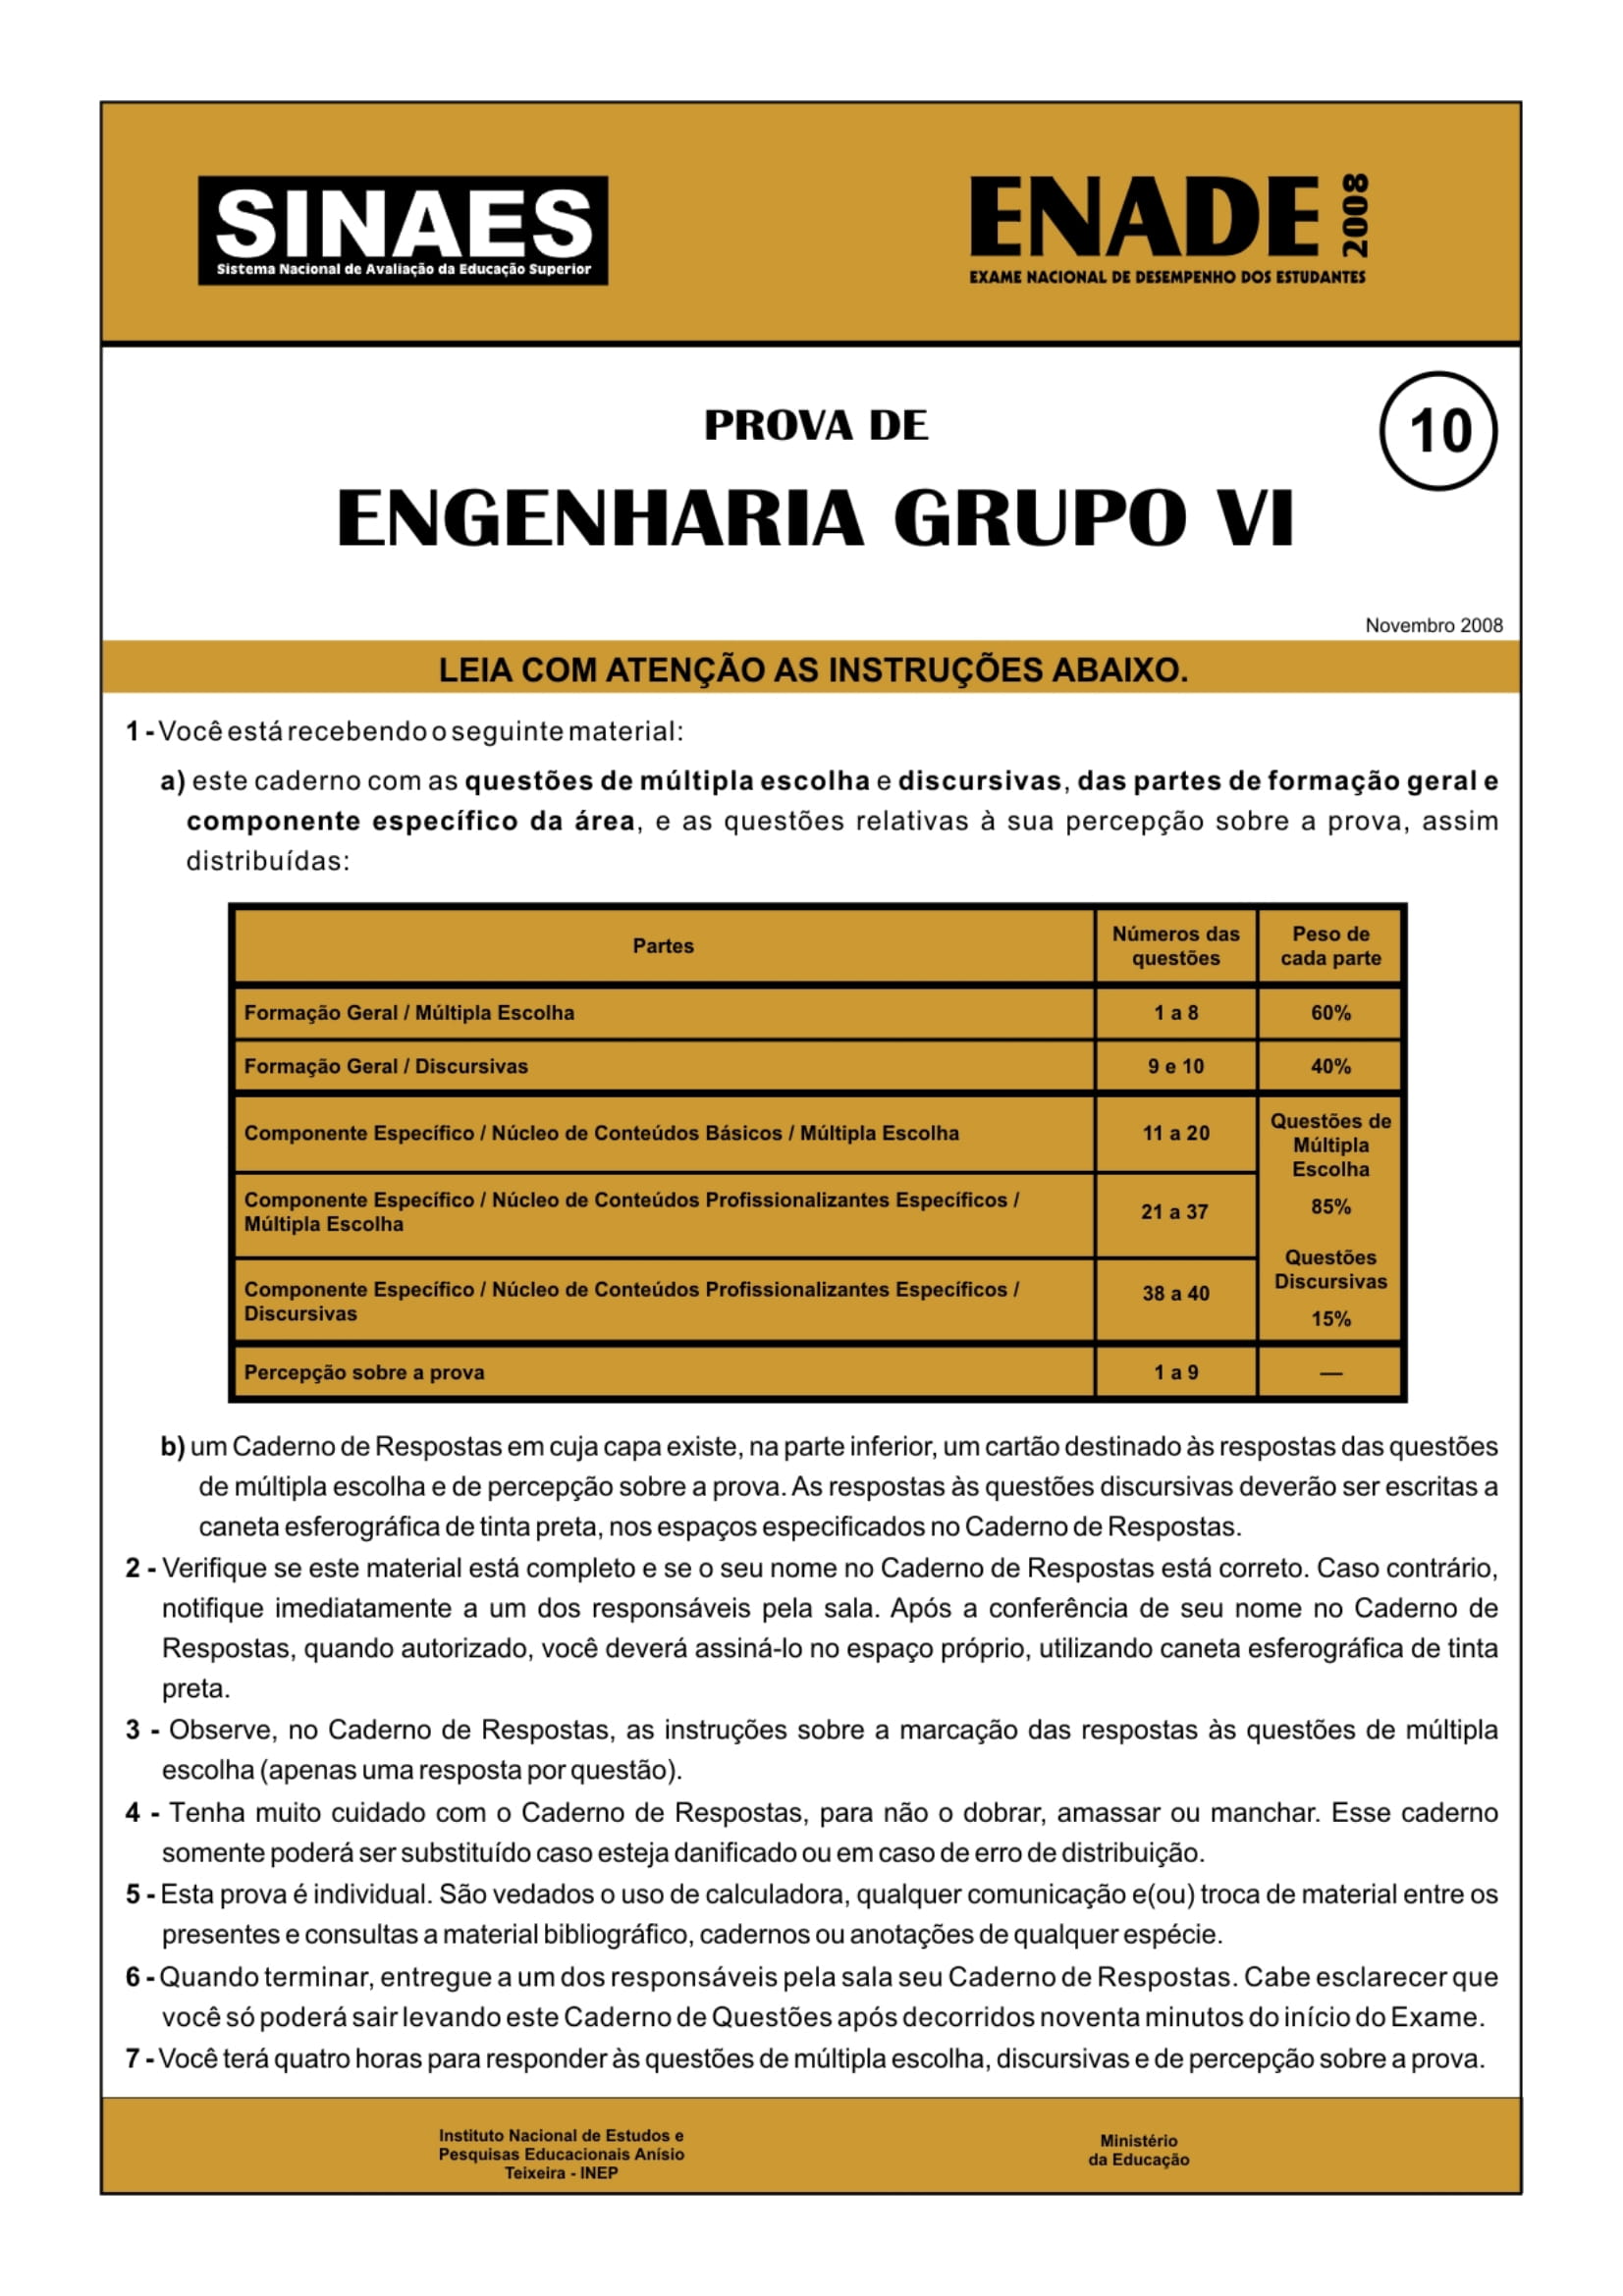 SINAES
Sistema Nacional de Avaliação da Educação Superior
ENADE 2008
EXAME NACIONAL DE DESEMPENHO DOS ESTUDANTES
PROVA DE
10
ENGENHARIA GRUPO VI
Novembro 2008
LEIA COM ATENÇÃO AS INSTRUÇÕES ABAIXO.
1 - Você está recebendo o seguinte material:
a) este caderno com as questões de múltipla escolha e discursivas, das partes de formação geral e
componente específico da área, e as questões relativas à sua percepção sobre a prova, assim
distribuídas:
Partes
Números das
questões
Peso de
cada parte
Formação Geral / Múltipla Escolha
1 a 8
60%
Formação Geral / Discursivas
9 e 10
40%
Componente Específico / Núcleo de Conteúdos Básicos / Múltipla Escolha
11 a 20
Questões de
Múltipla
Escolha
85%
Componente Específico / Núcleo de Conteúdos Profissionalizantes Específicos /
Múltipla Escolha
21 a 37
Componente Específico / Núcleo de Conteúdos Profissionalizantes Específicos /
Discursivas
38 a 40
Questões
Discursivas
15%
Percepção sobre a prova
1 a 9
—
b) um Caderno de Respostas em cuja capa existe, na parte inferior, um cartão destinado às respostas das questões
de múltipla escolha e de percepção sobre a prova. As respostas às questões discursivas deverão ser escritas a
caneta esferográfica de tinta preta, nos espaços especificados no Caderno de Respostas.
2 - Verifique se este material está completo e se o seu nome no Caderno de Respostas está correto. Caso contrário,
notifique imediatamente a um dos responsáveis pela sala. Após a conferência de seu nome no Caderno de
Respostas, quando autorizado, você deverá assiná-lo no espaço próprio, utilizando caneta esferográfica de tinta
preta.
3 - Observe, no Caderno de Respostas, as instruções sobre a marcação das respostas às questões de múltipla
escolha (apenas uma resposta por questão).
4 - Tenha muito cuidado com o Caderno de Respostas, para não o dobrar, amassar ou manchar. Esse caderno
somente poderá ser substituído caso esteja danificado ou em caso de erro de distribuição.
5 - Esta prova é individual. São vedados o uso de calculadora, qualquer comunicação e(ou) troca de material entre os
presentes e consultas a material bibliográfico, cadernos ou anotações de qualquer espécie.
6 - Quando terminar, entregue a um dos responsáveis pela sala seu Caderno de Respostas. Cabe esclarecer que
você só poderá sair levando este Caderno de Questões após decorridos noventa minutos do início do Exame.
7 - Você terá quatro horas para responder às questões de múltipla escolha, discursivas e de percepção sobre a prova.
Instituto Nacional de Estudos e
Pesquisas Educacionais Anísio
Teixeira - INEP
Ministério
da Educação